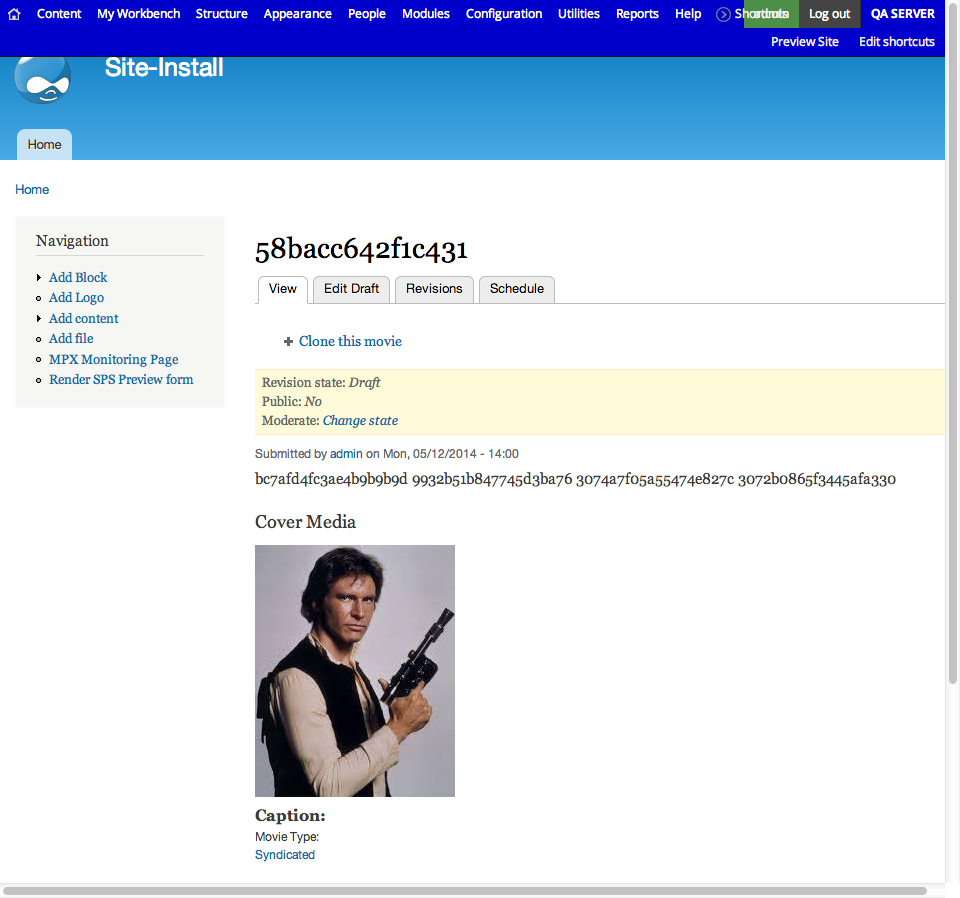 Content My Workbench Structure Appearance People Modules Configuration Utilities Reports Help Shortcuts Log out QA SERVER
Preview Site Edit shortcuts
Site-Install
Home
Home
Navigation
Add Block
Add Logo
Add content
Add file
MPX Monitoring Page
Render SPS Preview form
58bacc642f1c431
View Edit Draft Revisions Schedule
Clone this movie
Revision state: Draft
Public: No
Moderate: Change state
Submitted by admin on Mon, 05/12/2014 - 14:00
bc7afd4fc3ae4b9b9b9d 9932b51b847745d3ba76 3074a7f05a55474e827c 3072b0865f3445afa330
Cover Media
Caption:
Movie Type:
Syndicated